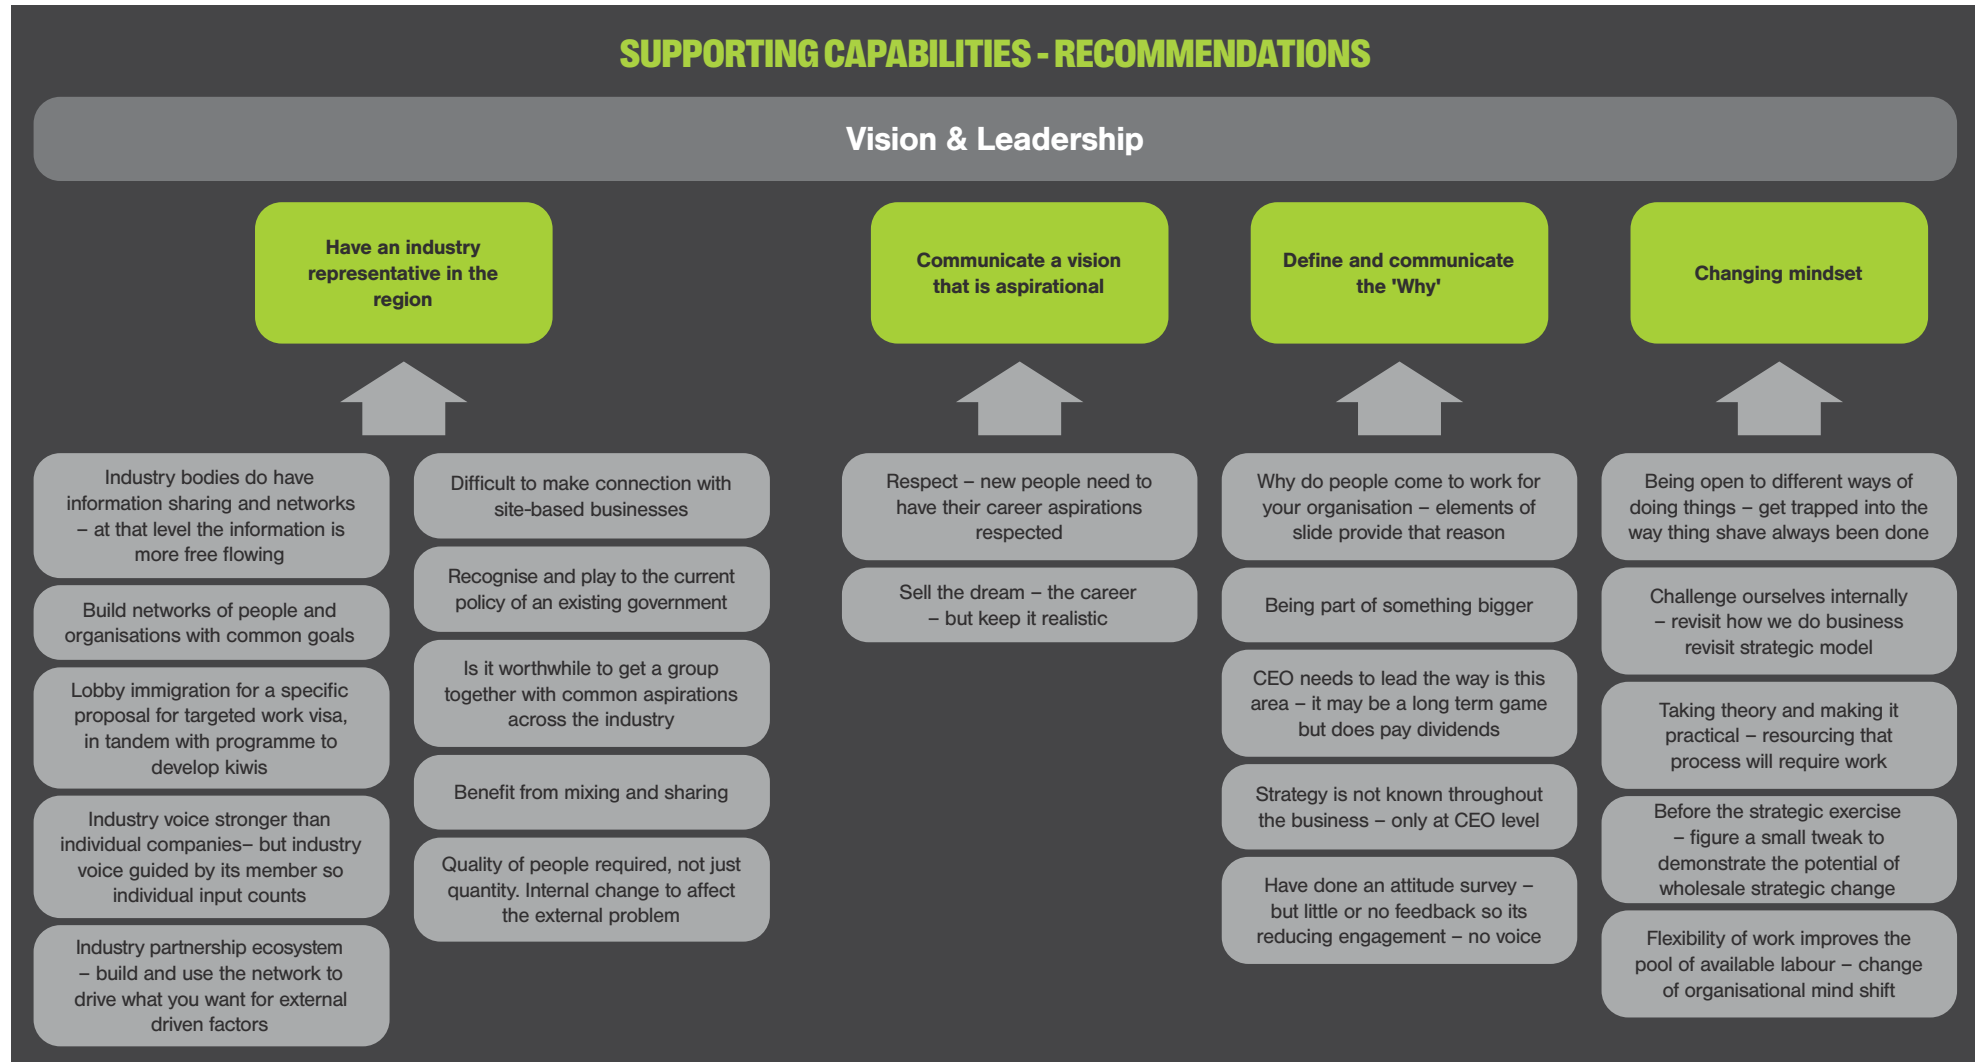 SUPPORTING CAPABILITIES - RECOMMENDATIONS
Vision & Leadership
Have an industry
representative in the
region
Industry bodies do have
information sharing and networks
– at that level the information is
more free flowing
Build networks of people and
organisations with common goals
Lobby immigration for a specific
proposal for targeted work visa,
in tandem with programme to
develop kiwis
Industry voice stronger than
individual companies– but industry
voice guided by its member so
individual input counts
Industry partnership ecosystem
– build and use the network to
drive what you want for external
driven factors
Difficult to make connection with
site-based businesses
Recognise and play to the current
policy of an existing government
Is it worthwhile to get a group
together with common aspirations
across the industry
Benefit from mixing and sharing
Quality of people required, not just
quantity. Internal change to affect
the external problem
Communicate a vision
that is aspirational
Respect – new people need to
have their career aspirations
respected
Sell the dream – the career
– but keep it realistic
Define and communicate
the 'Why'
Why do people come to work for
your organisation – elements of
slide provide that reason
Being part of something bigger
CEO needs to lead the way is this
area – it may be a long term game
but does pay dividends
Strategy is not known throughout
the business – only at CEO level
Have done an attitude survey –
but little or no feedback so its
reducing engagement – no voice
Changing mindset
Being open to different ways of
doing things – get trapped into the
way thing shave always been done
Challenge ourselves internally
– revisit how we do business
revisit strategic model
Taking theory and making it
practical – resourcing that
process will require work
Before the strategic exercise
– figure a small tweak to
demonstrate the potential of
wholesale strategic change
Flexibility of work improves the
pool of available labour – change
of organisational mind shift